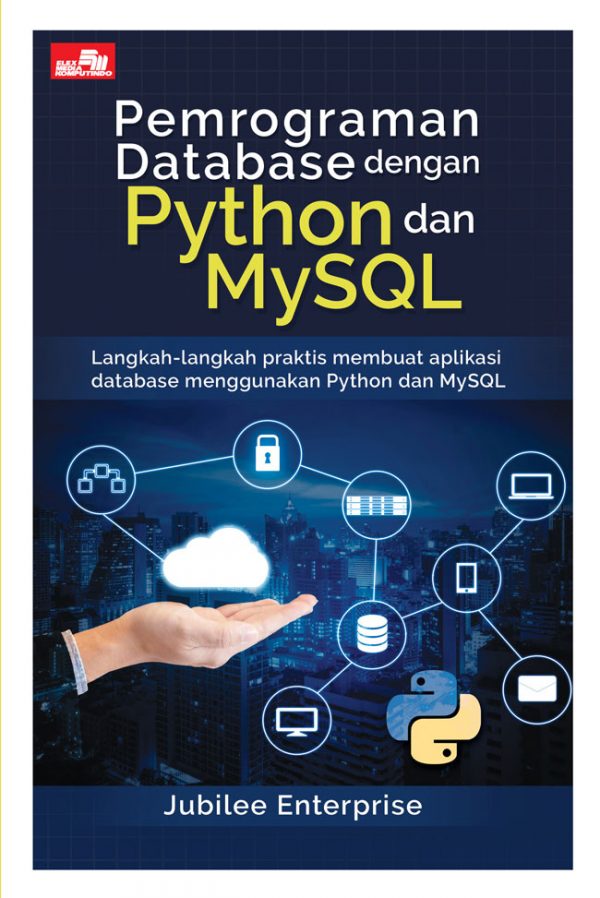 ELEX
MEDIA
KOMPUTINDO
Pemrograman
Database dengan
Python dan
MySQL
Langkah-langkah praktis membuat aplikasi
database menggunakan Python dan MySQL
Jubilee Enterprise